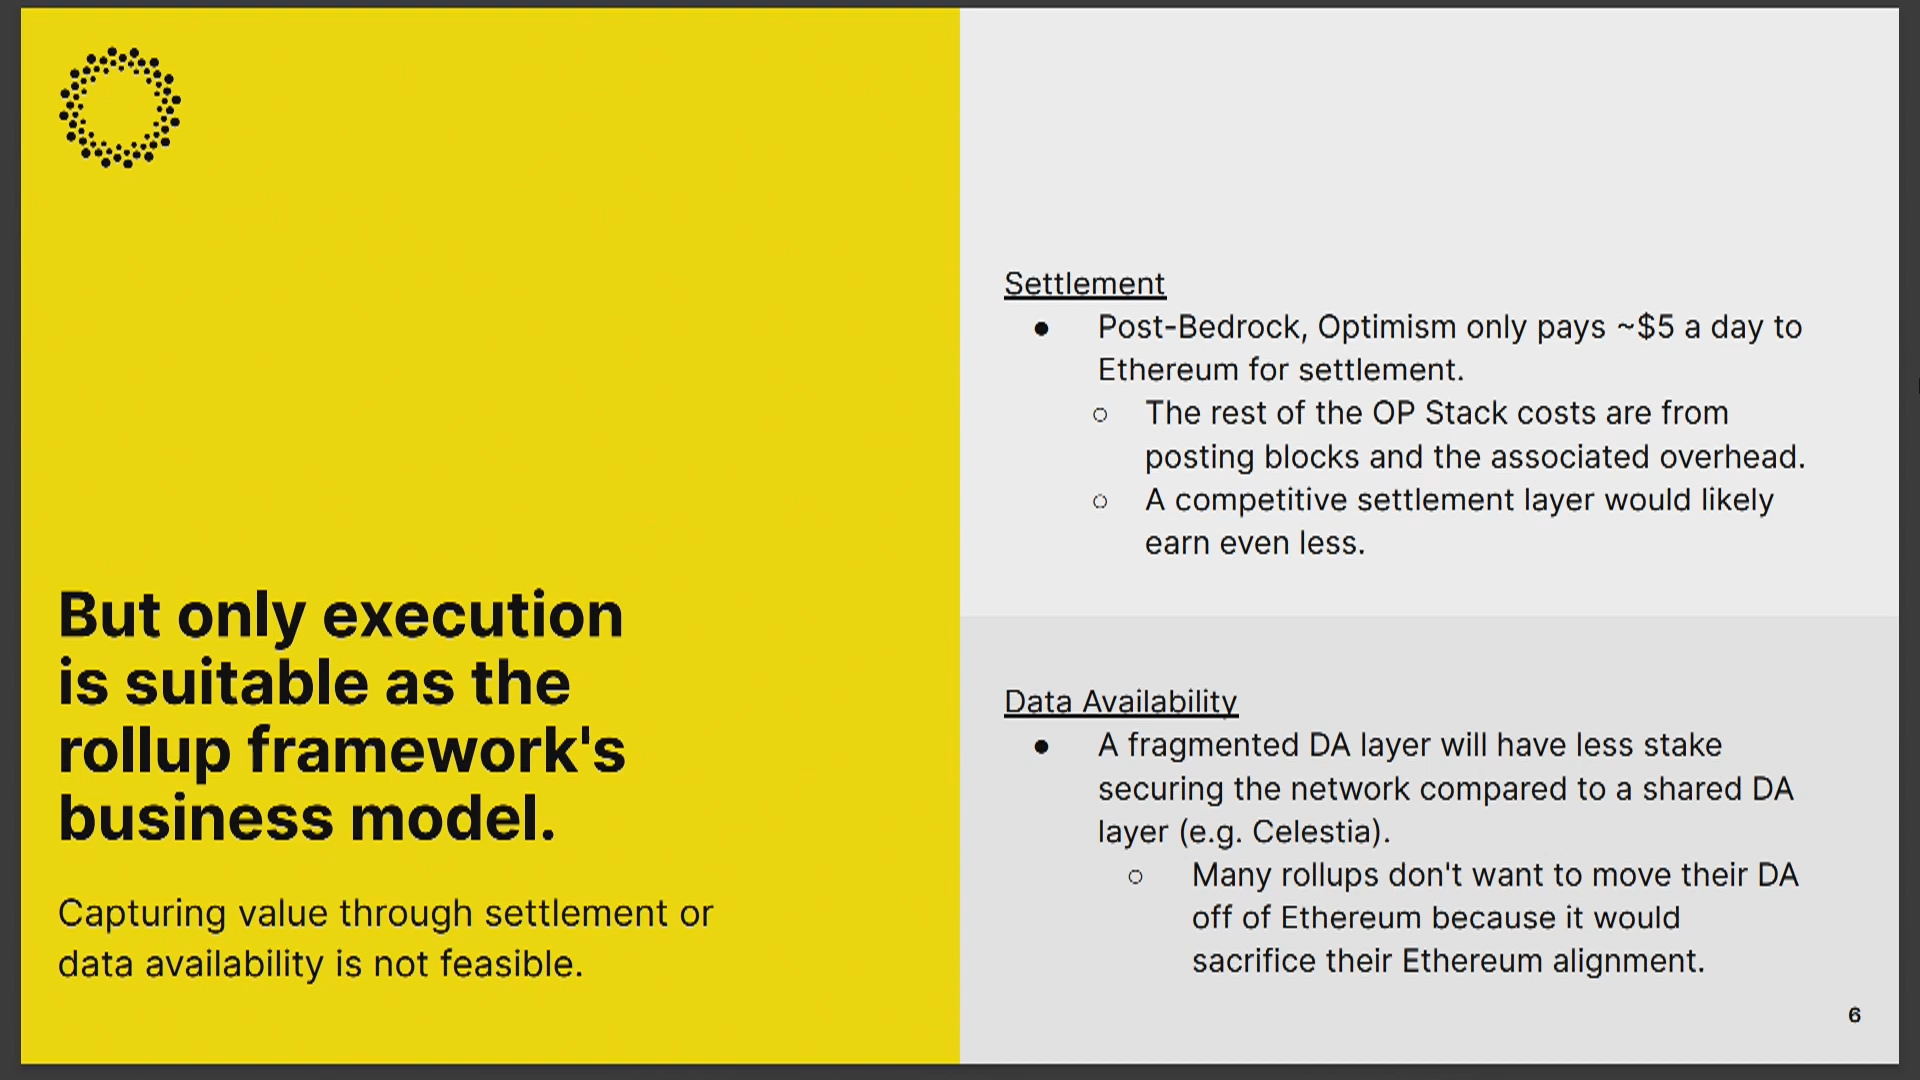 But only execution
is suitable as the
rollup framework's
business model.
Capturing value through settlement or
data availability is not feasible.
Settlement
● Post-Bedrock, Optimism only pays ~$5 a day to
Ethereum for settlement.
○ The rest of the OP Stack costs are from
posting blocks and the associated overhead.
○ A competitive settlement layer would likely
earn even less.
Data Availability
● A fragmented DA layer will have less stake
securing the network compared to a shared DA
layer (e.g. Celestia).
○ Many rollups don't want to move their DA
off of Ethereum because it would
sacrifice their Ethereum alignment.
6